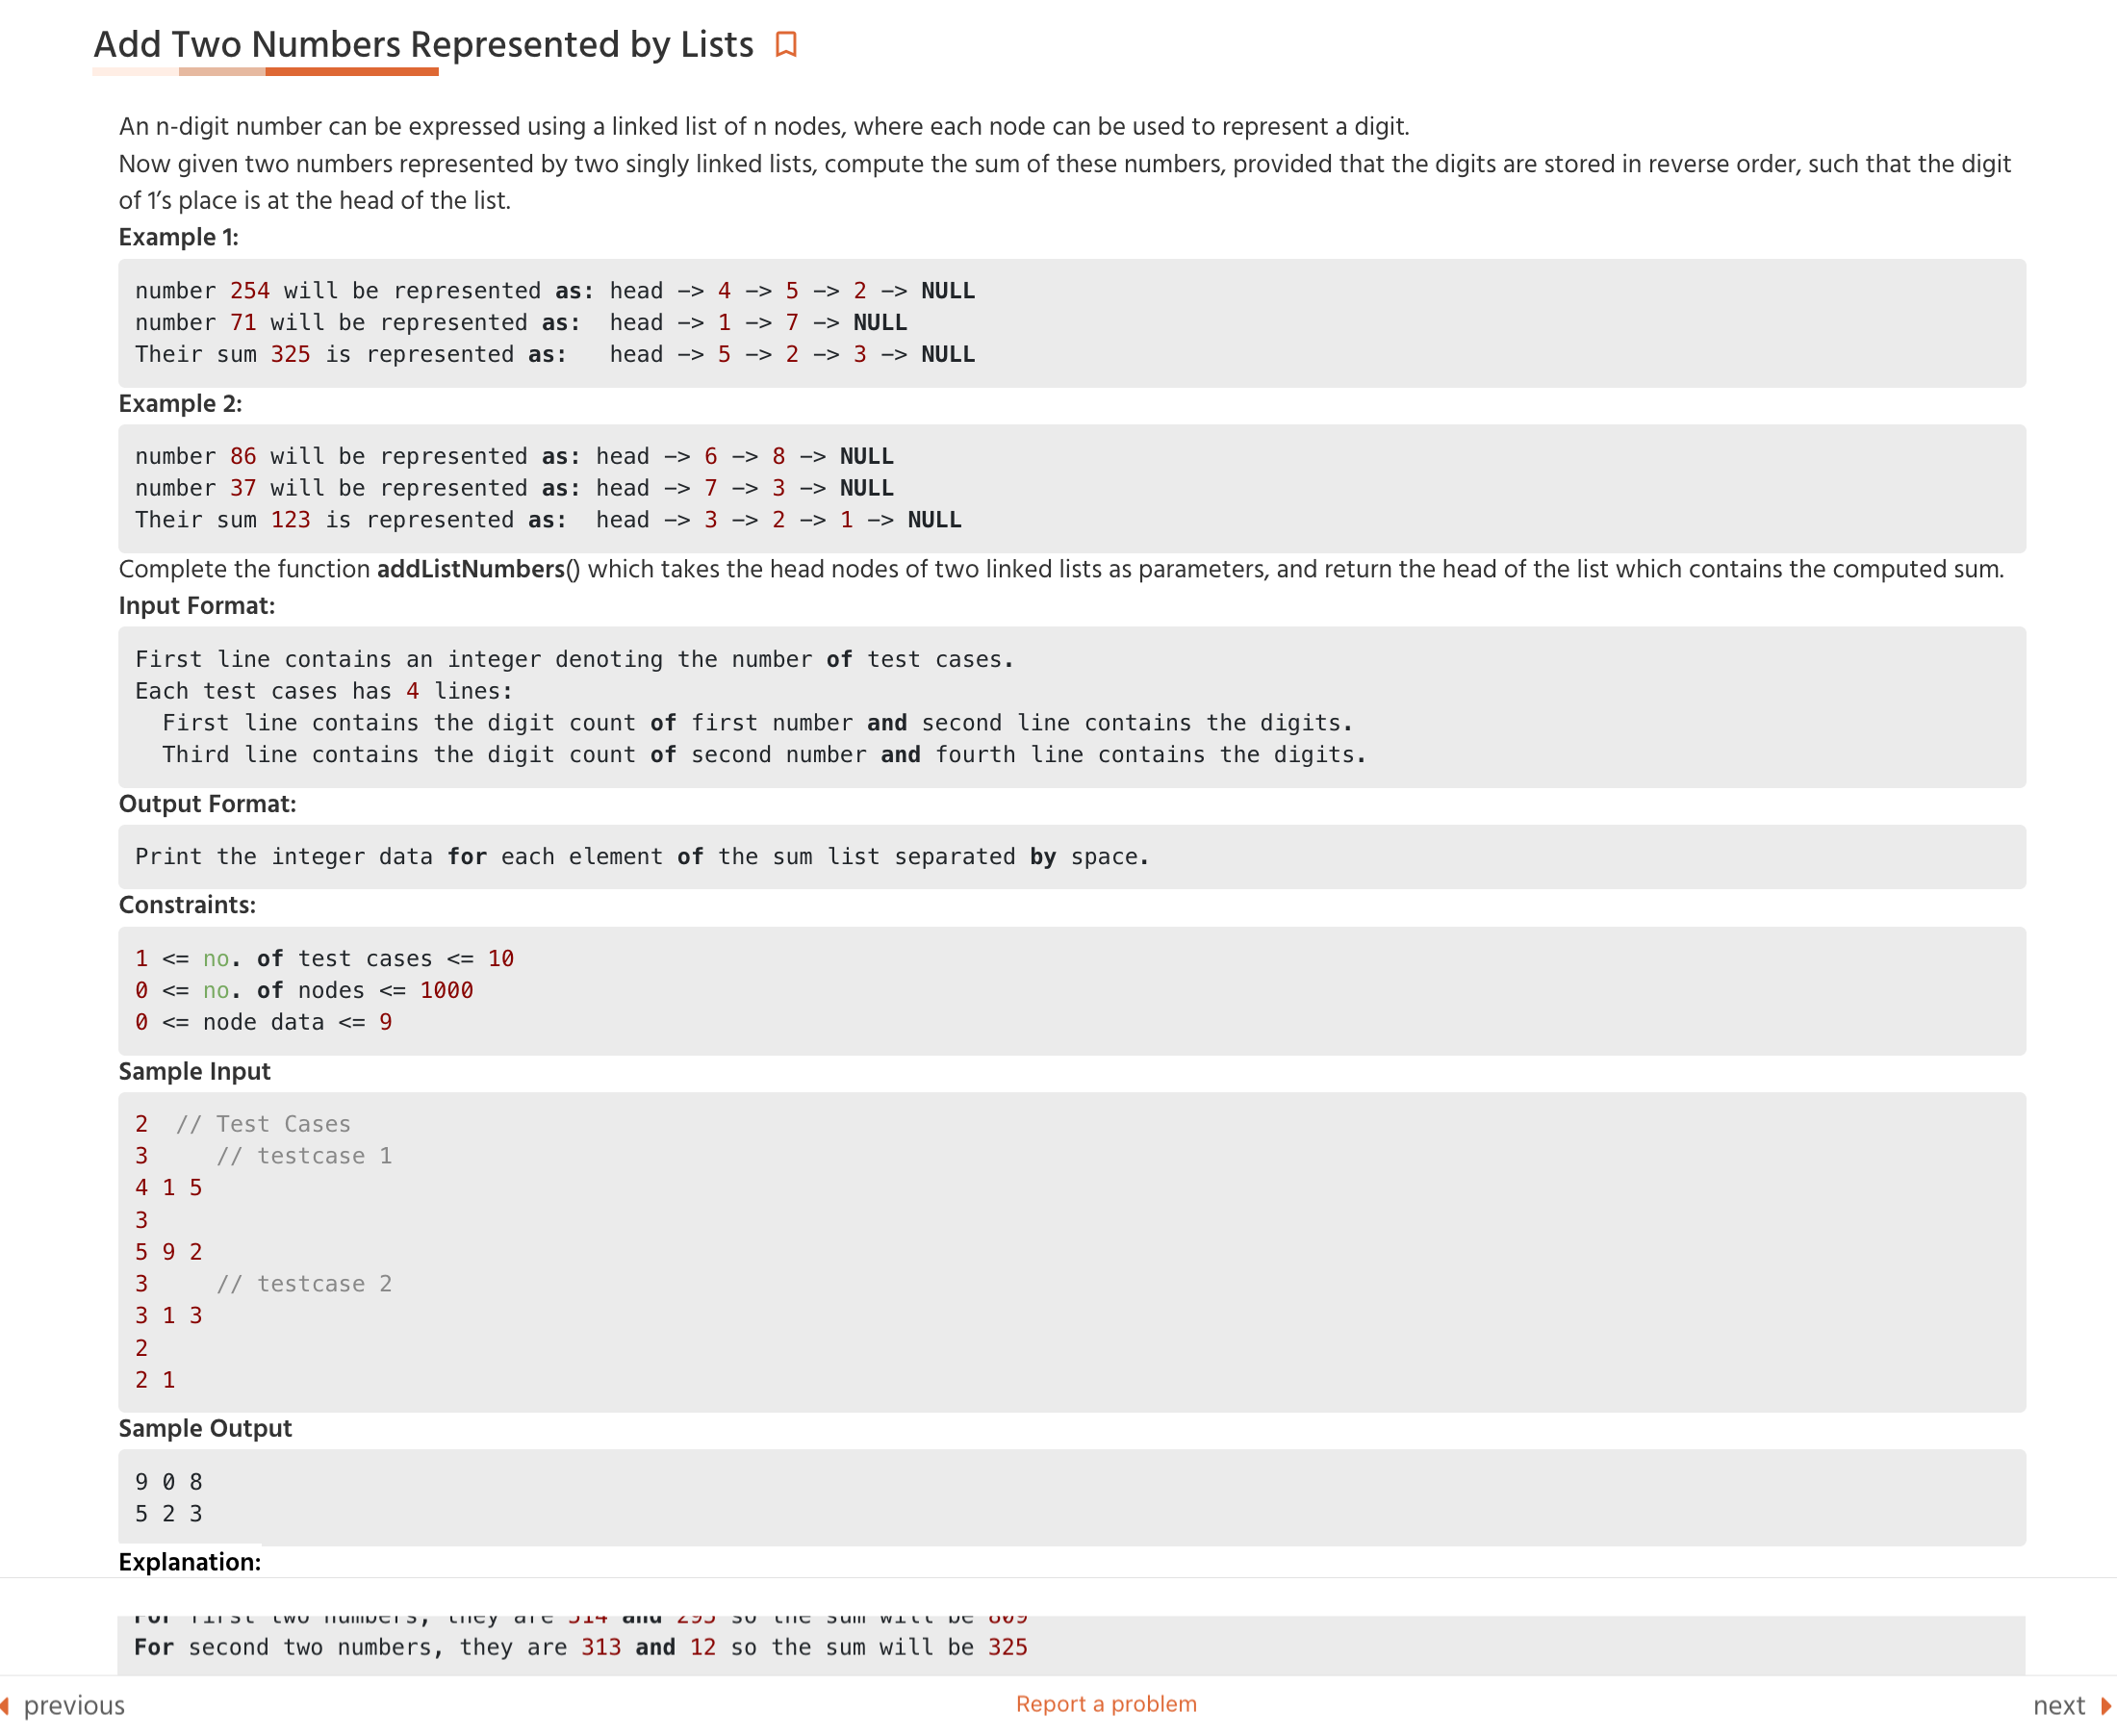 Add Two Numbers Represented by Lists
An n-digit number can be expressed using a linked list of n nodes, where each node can be used to represent a digit.
Now given two numbers represented by two singly linked lists, compute the sum of these numbers, provided that the digits are stored in reverse order, such that the digit
of 1’s place is at the head of the list.
Example 1:
number 254 will be represented as: head –> 4 –> 5 –> 2 –> NULL
number 71 will be represented as:  head –> 1 –> 7 –> NULL
Their sum 325 is represented as:   head –> 5 –> 2 –> 3 –> NULL
Example 2:
number 86 will be represented as: head –> 6 –> 8 –> NULL
number 37 will be represented as: head –> 7 –> 3 –> NULL
Their sum 123 is represented as:  head –> 3 –> 2 –> 1 –> NULL
Complete the function addListNumbers() which takes the head nodes of two linked lists as parameters, and return the head of the list which contains the computed sum.
Input Format:
First line contains an integer denoting the number of test cases.
Each test cases has 4 lines:
  First line contains the digit count of first number and second line contains the digits.
  Third line contains the digit count of second number and fourth line contains the digits.
Output Format:
Print the integer data for each element of the sum list separated by space.
Constraints:
1 <= no. of test cases <= 10
0 <= no. of nodes <= 1000
0 <= node data <= 9
Sample Input
2  // Test Cases
3     // testcase 1
4 1 5
3
5 9 2
3     // testcase 2
3 1 3
2
2 1
Sample Output
9 0 8
5 2 3
Explanation:
For first two numbers, they are 514 and 295 so the sum will be 809
For second two numbers, they are 313 and 12 so the sum will be 325
previous
Report a problem
next